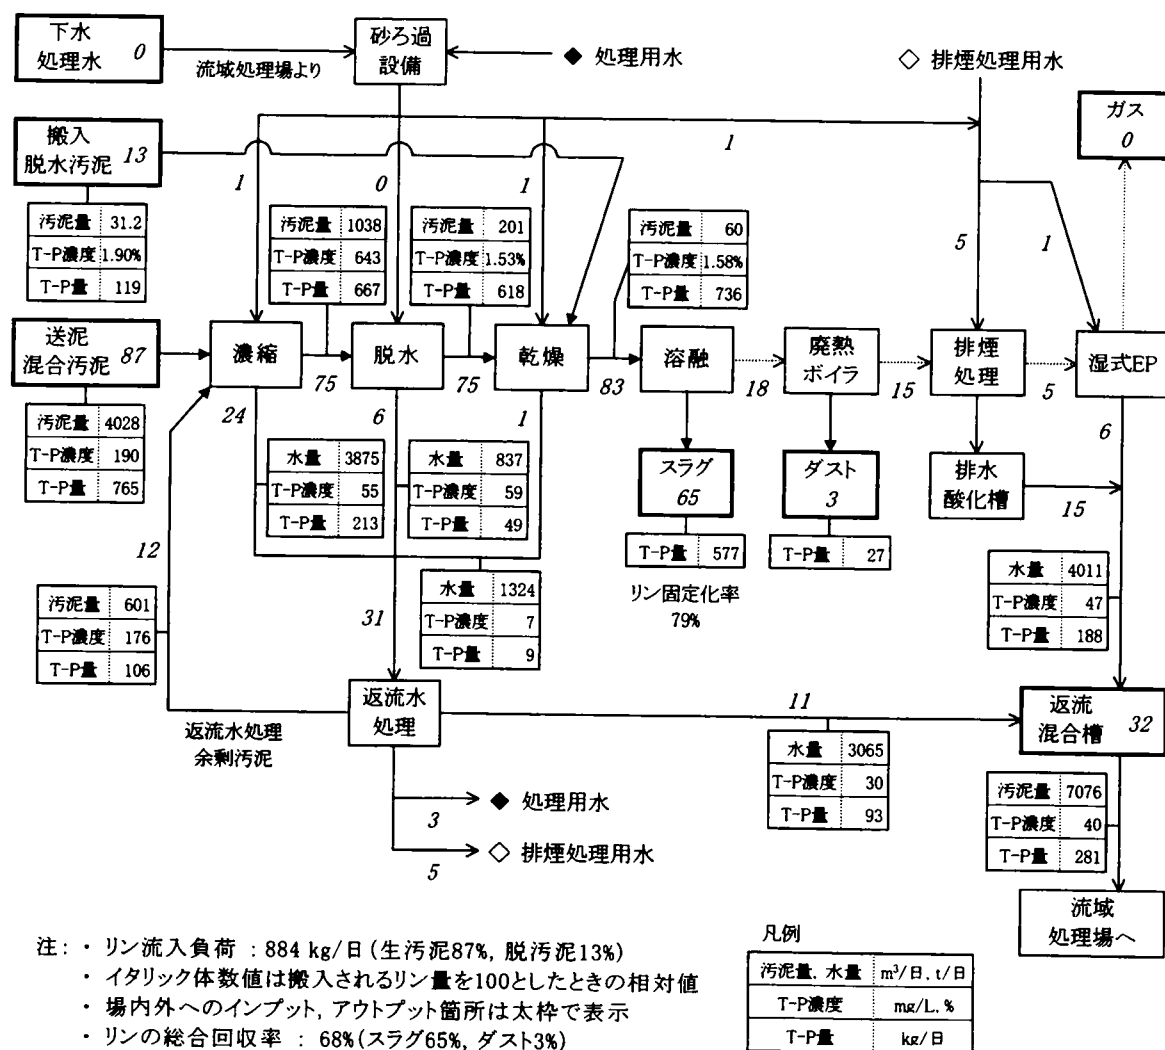 下水
処理水 0
流域処理場より
砂ろ過
設備
◆ 処理用水
◇ 排煙処理用水
ガス
0
搬入
脱水汚泥 13
1
0
1
1
5
1
汚泥量 31.2
T-P濃度 1.90%
T-P量 119
汚泥量 1038
T-P濃度 643
T-P量 667
汚泥量 201
T-P濃度 1.53%
T-P量 618
汚泥量 60
T-P濃度 1.58%
T-P量 736
送泥
混合汚泥 87
濃縮
75
脱水
75
乾燥
83
溶融
18
廃熱
ボイラ
15
排煙
処理
5
湿式EP
汚泥量 4028
T-P濃度 190
T-P量 765
24
6
1
6
水量 3875
T-P濃度 55
T-P量 213
水量 837
T-P濃度 59
T-P量 49
スラグ
65
ダスト
3
排水
酸化槽
15
T-P量 577
リン固定化率
79%
T-P量 27
12
水量 1324
T-P濃度 7
T-P量 9
水量 4011
T-P濃度 47
T-P量 188
汚泥量 601
T-P濃度 176
T-P量 106
31
返流水処理
余剰汚泥
返流水
処理
11
水量 3065
T-P濃度 30
T-P量 93
返流
混合槽 32
3
◆ 処理用水
5
◇ 排煙処理用水
汚泥量 7076
T-P濃度 40
T-P量 281
流域
処理場へ
注: ・ リン流入負荷 : 884 kg/日(生汚泥87%, 脱汚泥13%)
・ イタリック体数値は搬入されるリン量を100としたときの相対値
・ 場内外へのインプット, アウトプット箇所は太枠で表示
・ リンの総合回収率 : 68%(スラグ65%, ダスト3%)
凡例
汚泥量, 水量 m³/日, t/日
T-P濃度 mg/L, %
T-P量 kg/日